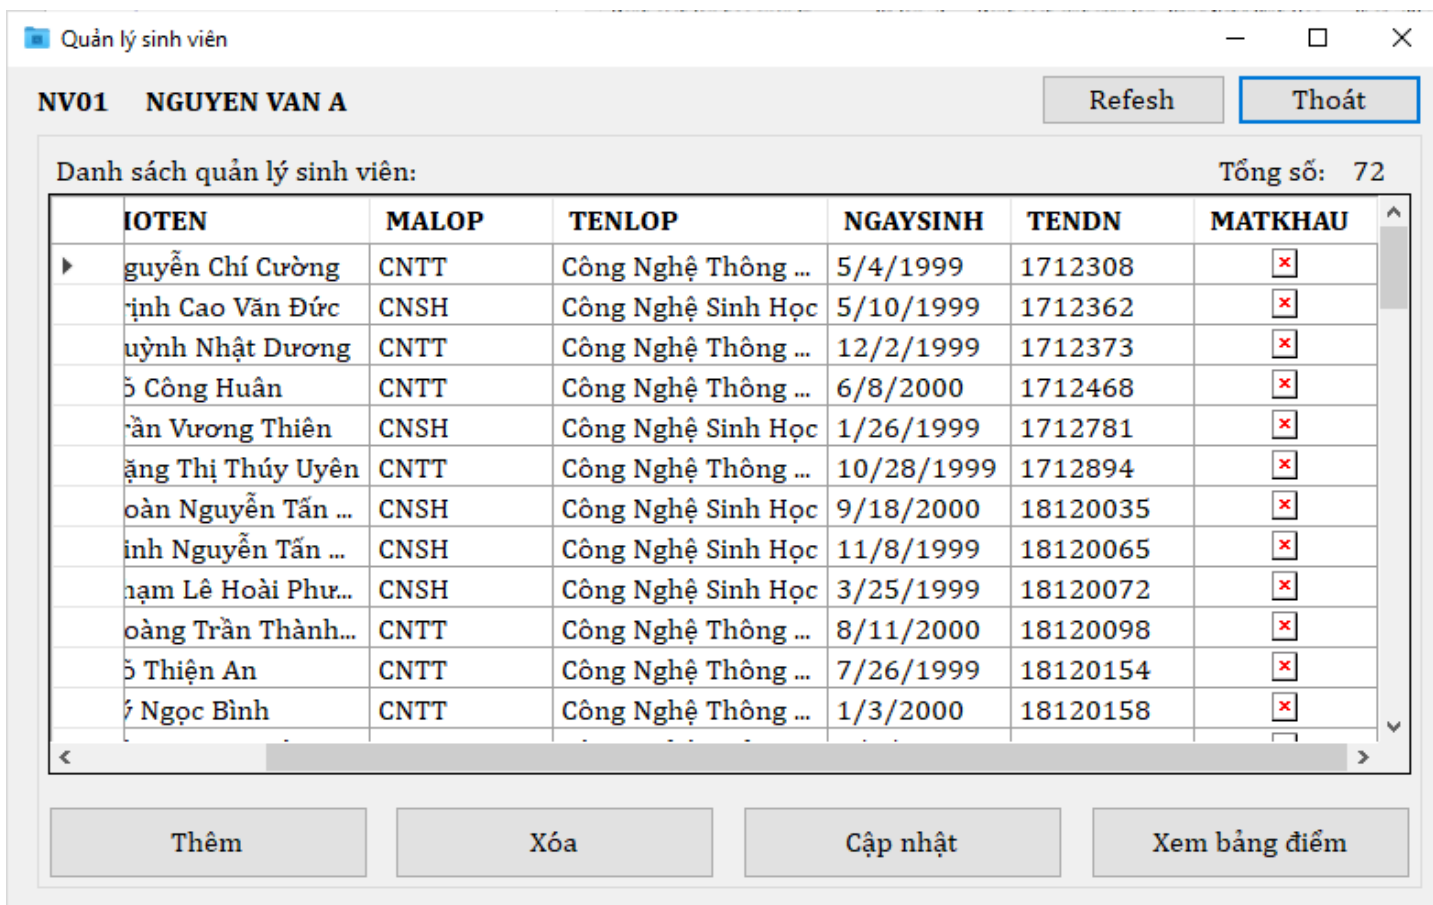 Quản lý sinh viên
NV01 NGUYEN VAN A Refesh Thoát
Danh sách quản lý sinh viên: Tổng số: 72
IOTEN MALOP TENLOP NGAYSINH TENDN MATKHAU
guyễn Chí Cường CNTT Công Nghệ Thông ... 5/4/1999 1712308
rịnh Cao Văn Đức CNSH Công Nghệ Sinh Học 5/10/1999 1712362
uỳnh Nhật Dương CNTT Công Nghệ Thông ... 12/2/1999 1712373
Công Huân CNTT Công Nghệ Thông ... 6/8/2000 1712468
rần Vương Thiên CNSH Công Nghệ Sinh Học 1/26/1999 1712781
ặng Thị Thúy Uyên CNTT Công Nghệ Thông ... 10/28/1999 1712894
oàn Nguyễn Tấn ... CNSH Công Nghệ Sinh Học 9/18/2000 18120035
inh Nguyễn Tấn ... CNSH Công Nghệ Sinh Học 11/8/1999 18120065
hạm Lê Hoài Phư... CNSH Công Nghệ Sinh Học 3/25/1999 18120072
oàng Trần Thành... CNTT Công Nghệ Thông ... 8/11/2000 18120098
Thiện An CNTT Công Nghệ Thông ... 7/26/1999 18120154
ý Ngọc Bình CNTT Công Nghệ Thông ... 1/3/2000 18120158
Thêm Xóa Cập nhật Xem bảng điểm